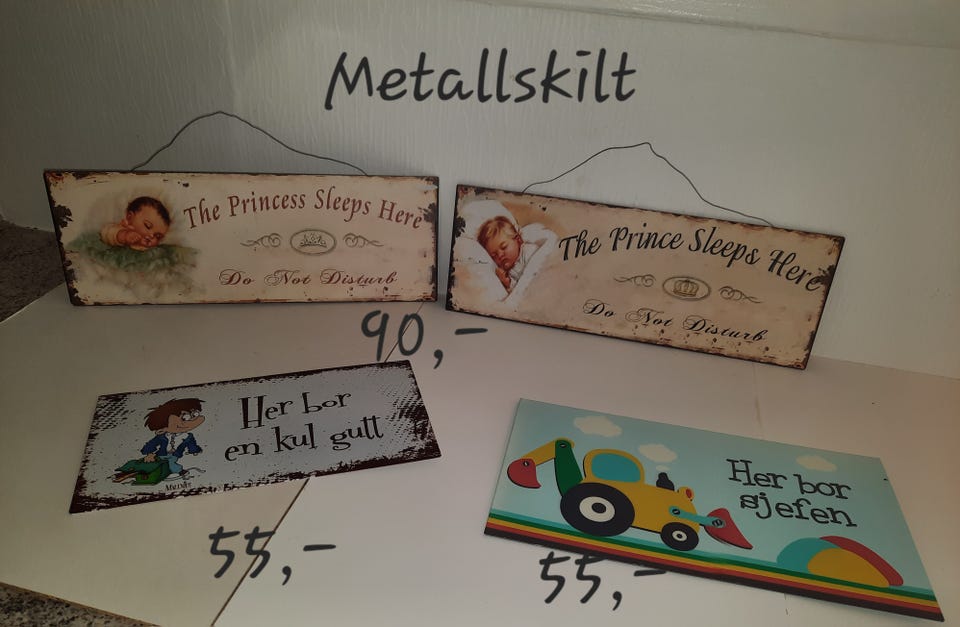 Metallskilt
The Princess Sleeps Here
Do Not Disturb
The Prince Sleeps Here
Do Not Disturb
90,-
Her bor
en kul gutt
Her bor
sjefen
55,-
55,-